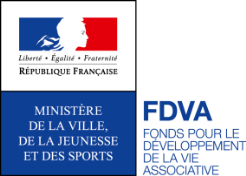 Liberté • Égalité • Fraternité
RÉPUBLIQUE FRANÇAISE
MINISTÈRE
DE LA VILLE,
DE LA JEUNESSE
ET DES SPORTS
FDVA
FONDS POUR LE
DÉVELOPPEMENT
DE LA VIE
ASSOCIATIVE